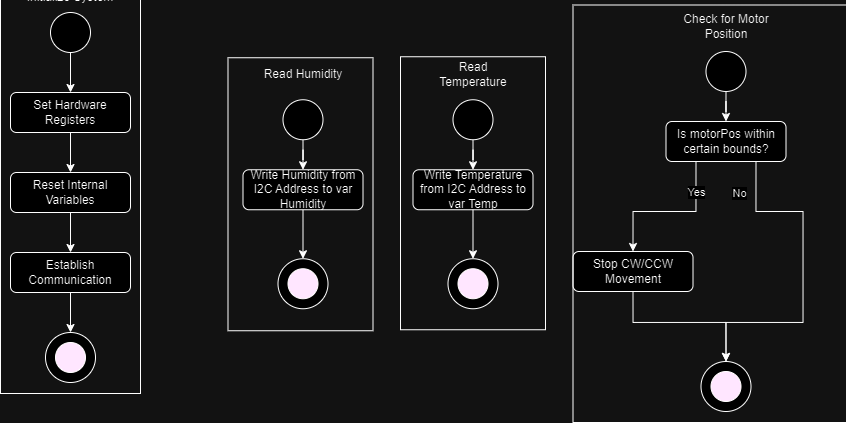 Initialize System
Set Hardware
Registers
Reset Internal
Variables
Establish
Communication
Read Humidity
Write Humidity from
I2C Address to var
Humidity
Read
Temperature
Write Temperature
from I2C Address to
var Temp
Check for Motor
Position
Is motorPos within
certain bounds?
Yes
No
Stop CW/CCW
Movement